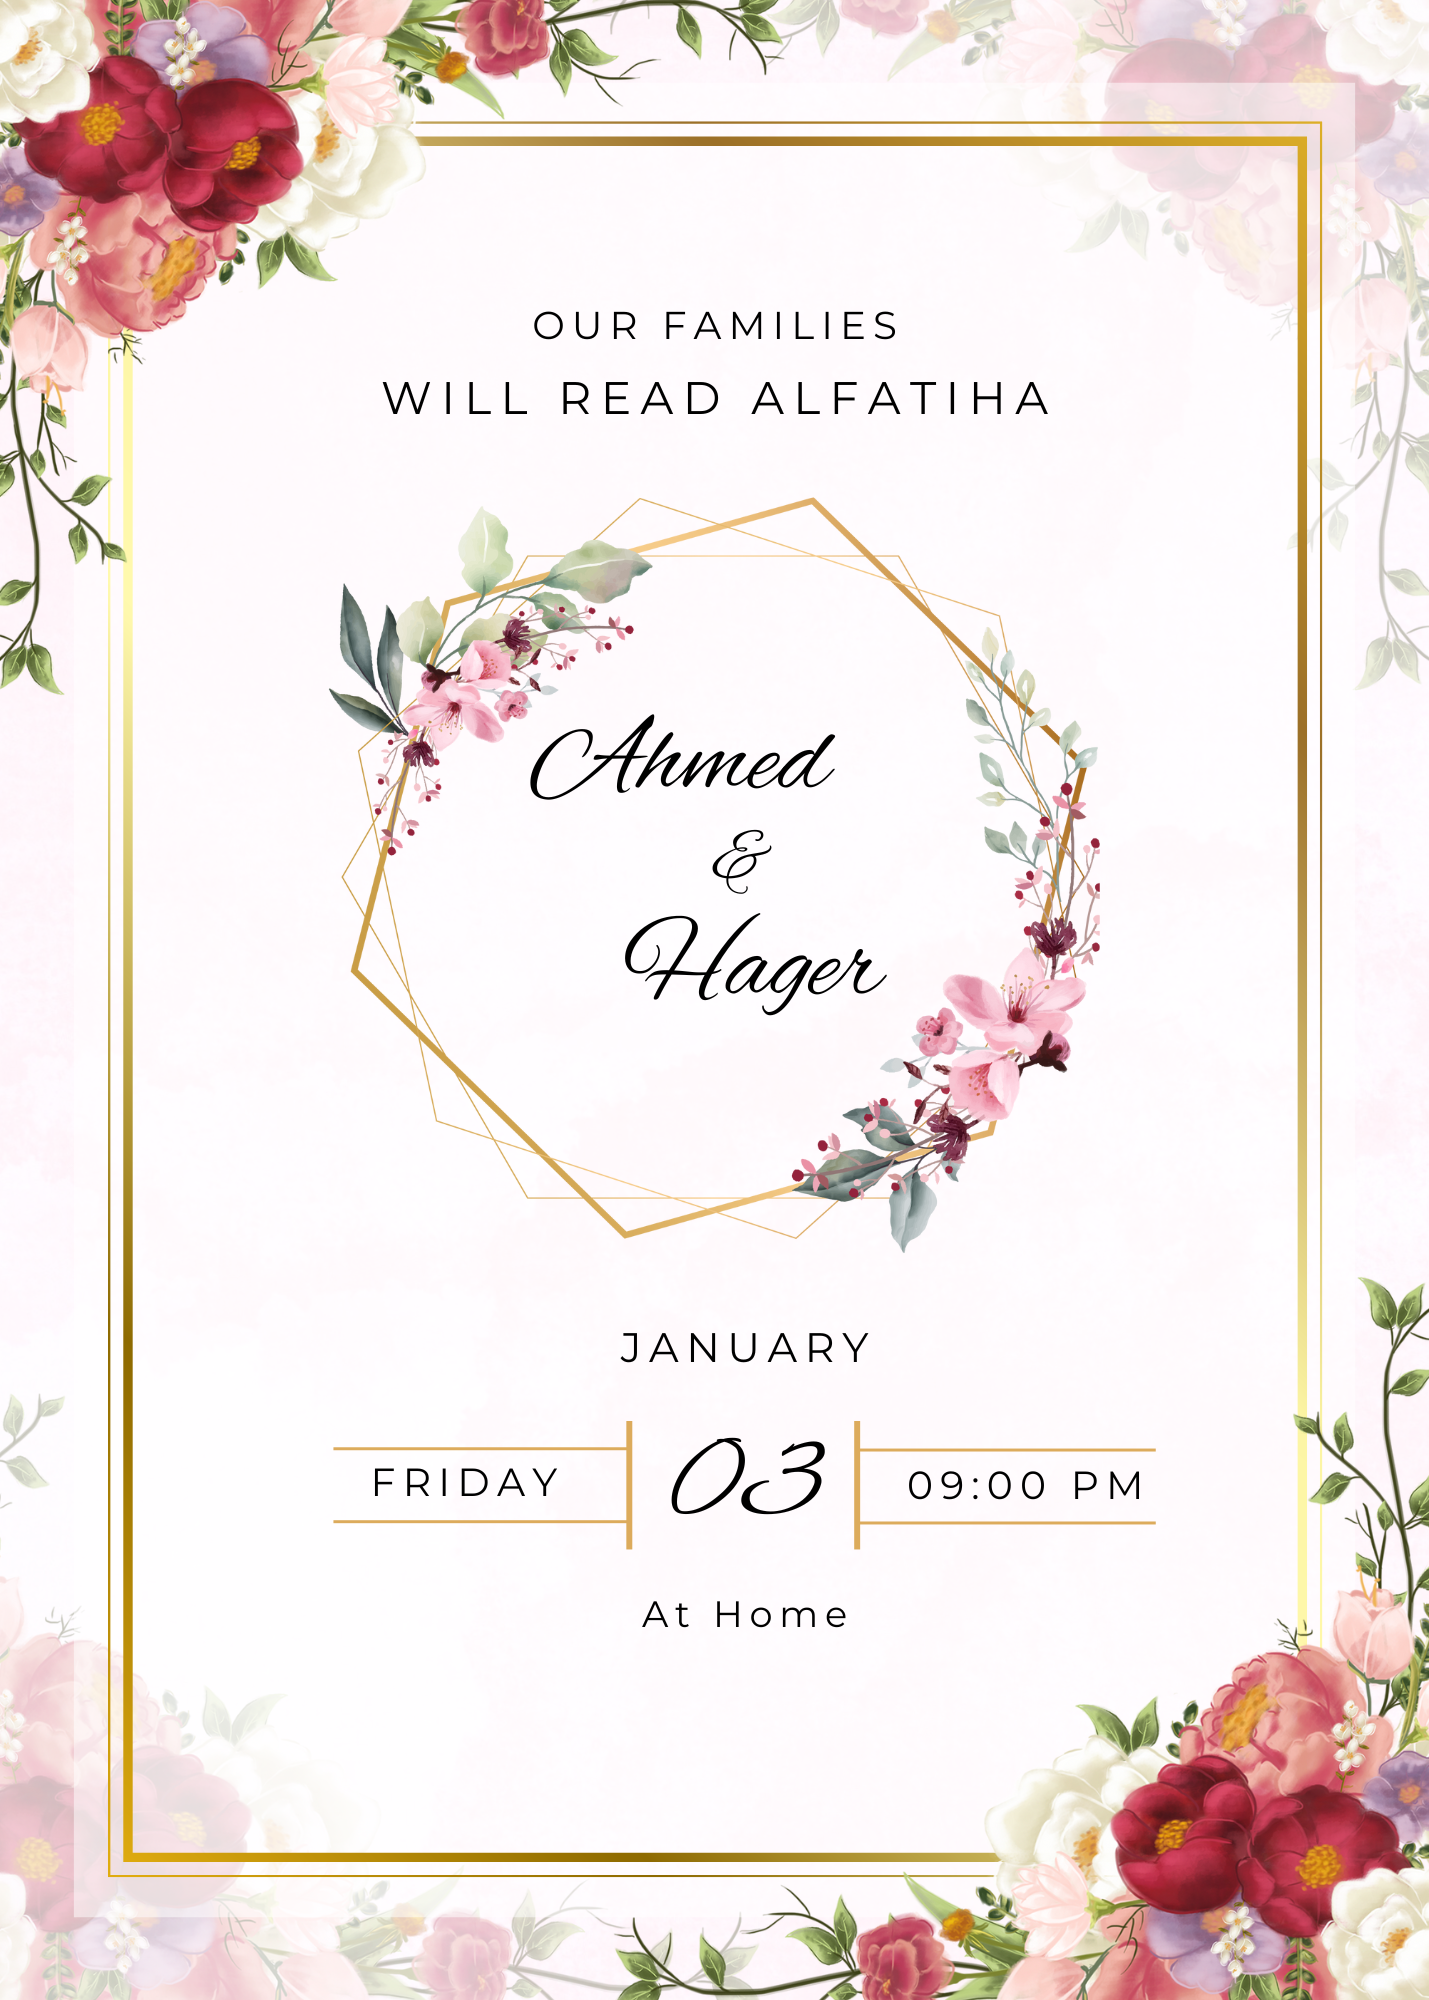 OUR FAMILIES
WILL READ ALFATIHA
Ahmed
&
Hager
JANUARY
FRIDAY 03 09:00 PM
At Home